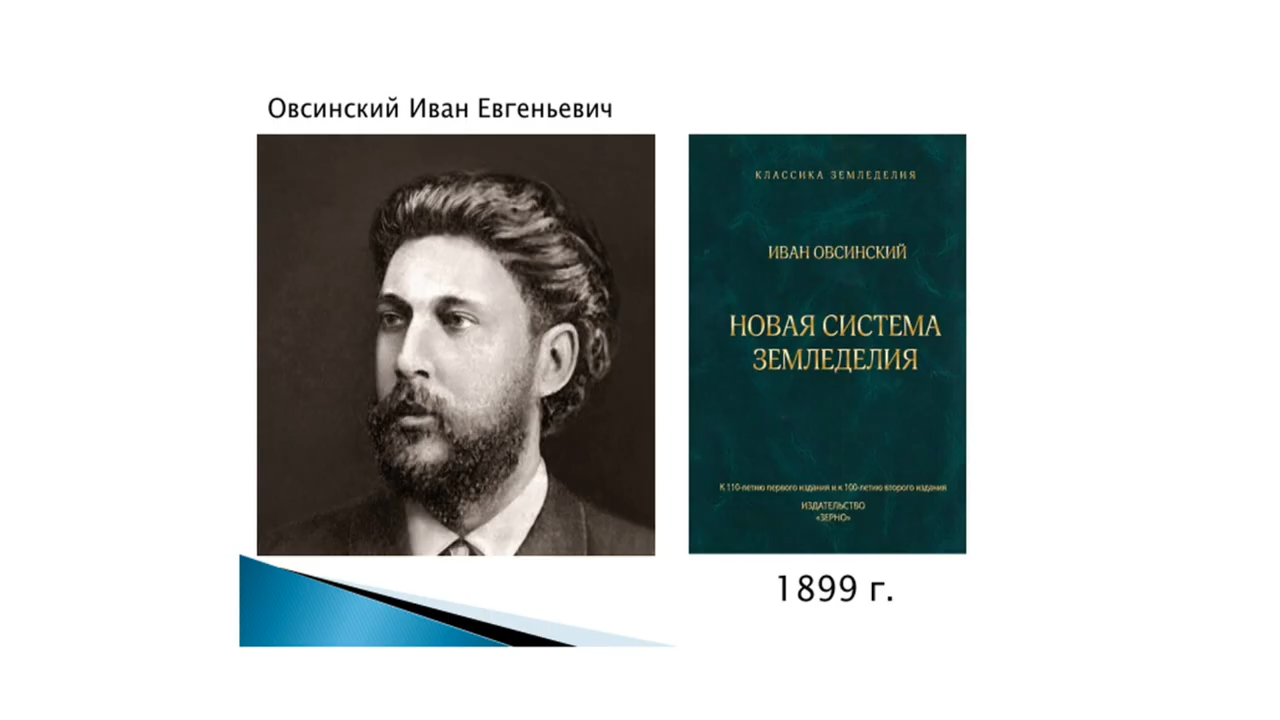 Овсинский Иван Евгеньевич
КЛАССИКА ЗЕМЛЕДЕЛИЯ
ИВАН ОВСИНСКИЙ
НОВАЯ СИСТЕМА
ЗЕМЛЕДЕЛИЯ
К 110-летию первого издания и к 100-летию второго издания
ИЗДАТЕЛЬСТВО
«ЗЕРНО»
1899 г.